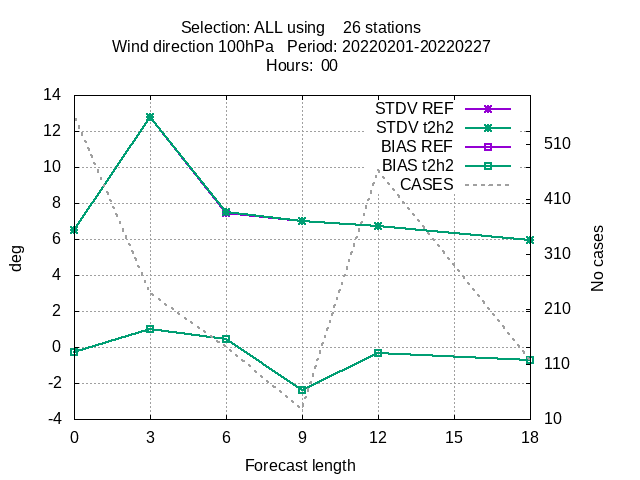 Selection: ALL using    26 stations
Wind direction 100hPa   Period: 20220201-20220227
Hours:  00
14
12
10
8
6
4
2
0
-2
-4
deg
STDV REF
STDV t2h2
BIAS REF
BIAS t2h2
CASES
510
410
310
210
110
10
No cases
0 3 6 9 12 15 18
Forecast length